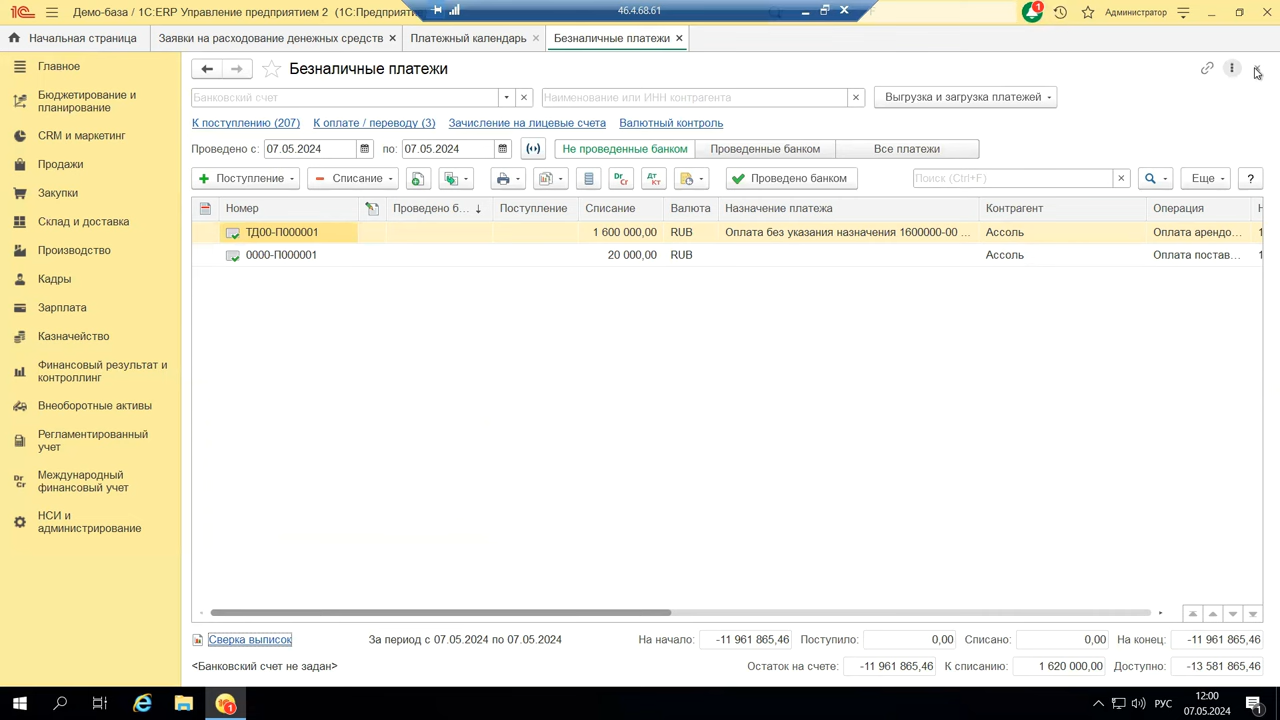 Демо-база / 1С:ERP Управление предприятием 2 (1С:Предприятие
46.4.68.61
1
Администратор
Начальная страница
Заявки на расходование денежных средств
Платежный календарь
Безналичные платежи
Главное
Бюджетирование и
планирование
CRM и маркетинг
Продажи
Закупки
Склад и доставка
Производство
Кадры
Зарплата
Казначейство
Финансовый результат и
контроллинг
Внеоборотные активы
Регламентированный
учет
Международный
финансовый учет
НСИ и
администрирование
Безналичные платежи
Банковский счет
Наименование или ИНН контрагента
Выгрузка и загрузка платежей
К поступлению (207)
К оплате / переводу (3)
Зачисление на лицевые счета
Валютный контроль
Проведено с: 07.05.2024 по: 07.05.2024
Не проведенные банком
Проведенные банком
Все платежи
Поступление
Списание
Dr Cr
Дт Кт
Проведено банком
Поиск (Ctrl+F)
Еще
?
Номер Проведено б... ↓ Поступление Списание Валюта Назначение платежа Контрагент Операция
ТД00-П000001 1 600 000,00 RUB Оплата без указания назначения 1600000-00 ... Ассоль Оплата арендо...
0000-П000001 20 000,00 RUB Ассоль Оплата постав...
Сверка выписок За период с 07.05.2024 по 07.05.2024 На начало: -11 961 865,46 Поступило: 0,00 Списано: 0,00 На конец: -11 961 865,46
<Банковский счет не задан> Остаток на счете: -11 961 865,46 К списанию: 1 620 000,00 Доступно: -13 581 865,46
РУС
12:00
07.05.2024
1